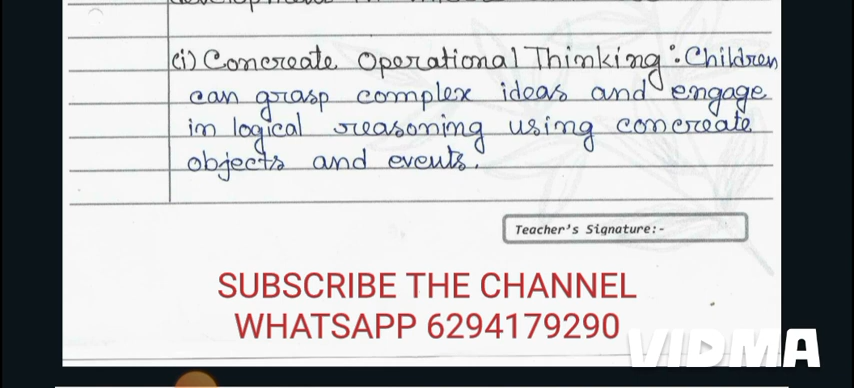 (i) Concreate Operational Thinking : Children
can grasp complex ideas and engage
in logical reasoning using concreate
objects and events.
Teacher's Signature:-
SUBSCRIBE THE CHANNEL
WHATSAPP 6294179290
VIDMA